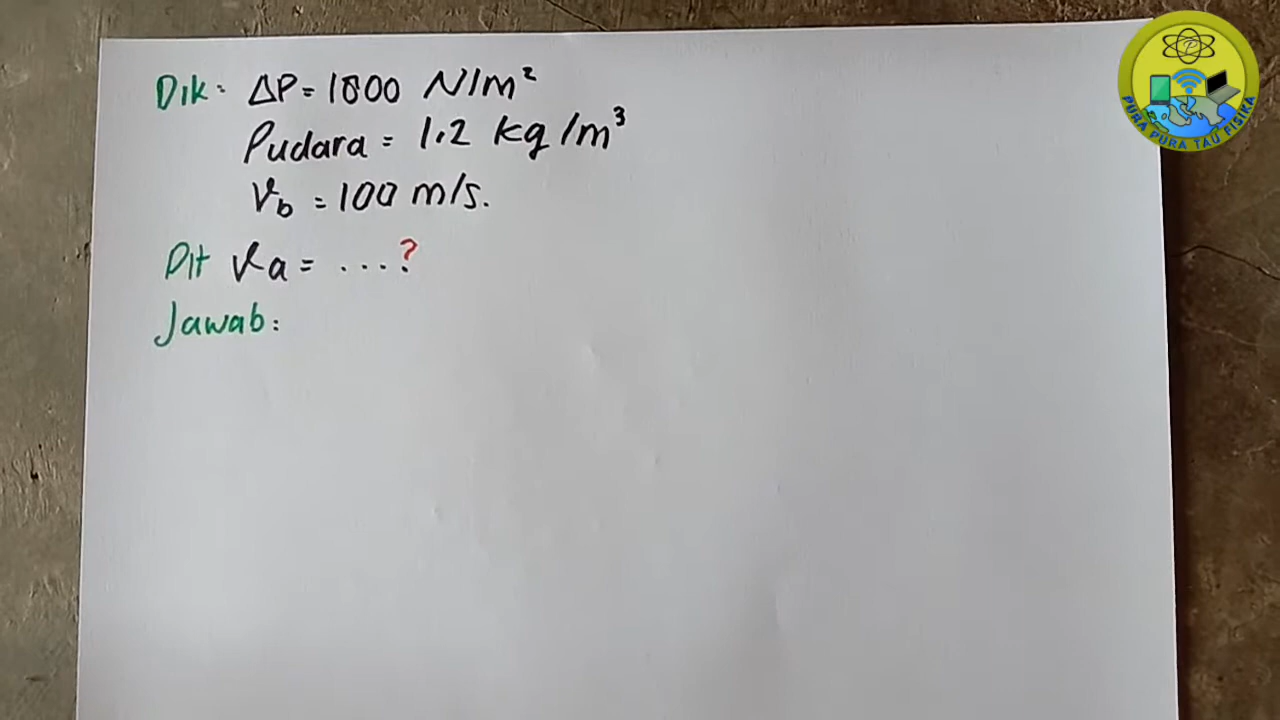 Dik: ΔP = 1800 N/m²
ρudara = 1.2 kg/m³
Vb = 100 m/s.
Dit Va = ...?
Jawab:
PURA PURA TAU FISIKA